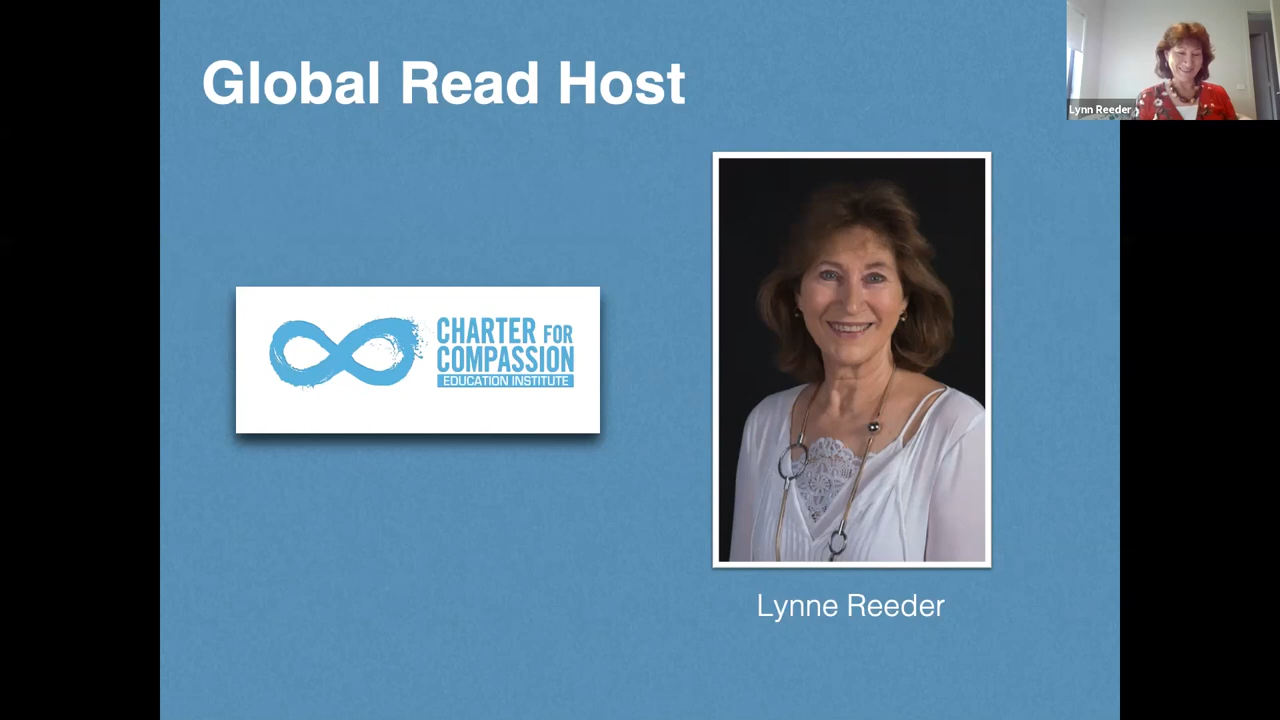 Global Read Host
Lynn Reeder
CHARTER FOR
COMPASSION
EDUCATION INSTITUTE
Lynne Reeder